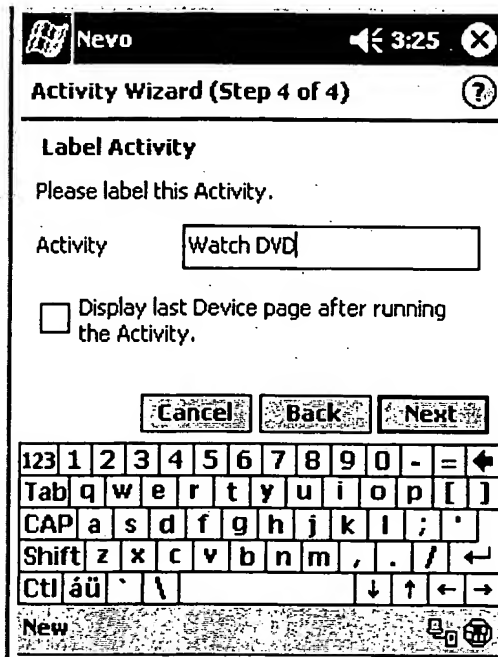 Nevo 3:25
Activity Wizard (Step 4 of 4) ?
Label Activity
Please label this Activity.
Activity Watch DVD
Display last Device page after running
the Activity.
Cancel Back Next
123 1 2 3 4 5 6 7 8 9 0 - = ←
Tab q w e r t y u i o p [ ]
CAP a s d f g h j k l ; '
Shift z x c v b n m , . / ↵
Ctl áü ` \ ↓ ↑ ← →
New